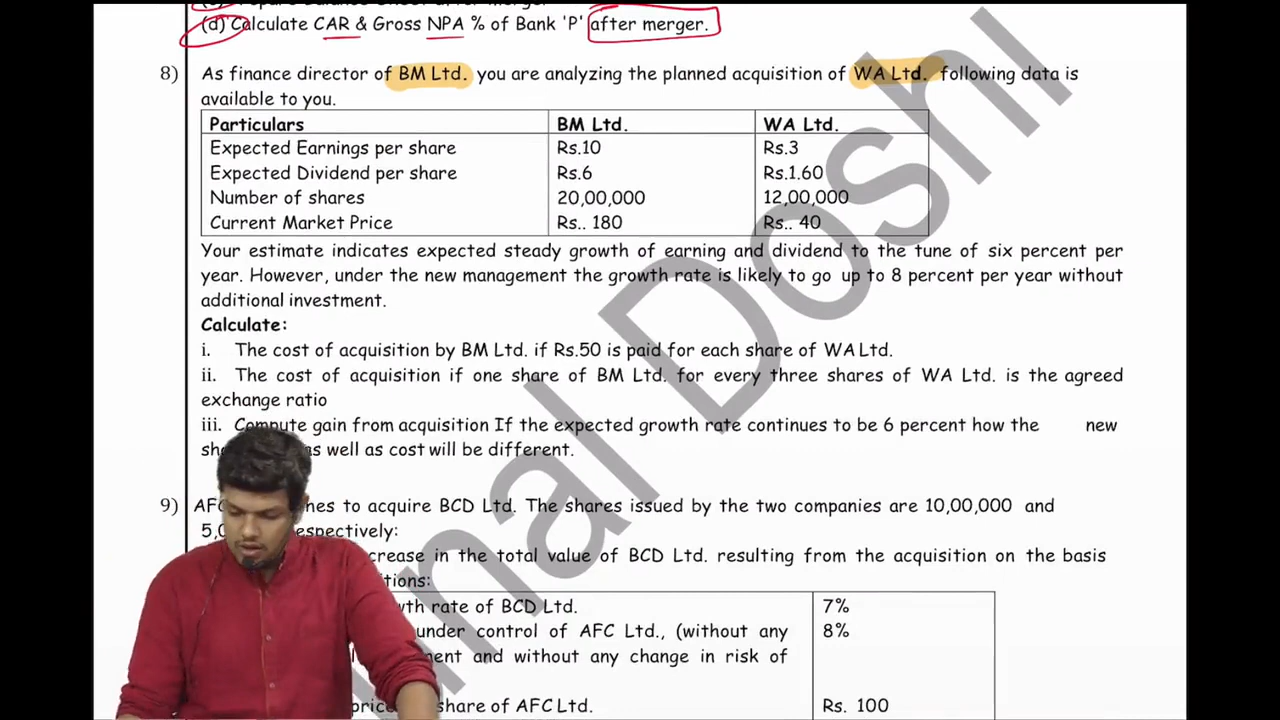 (d) Calculate CAR & Gross NPA % of Bank 'P' after merger.
8) As finance director of BM Ltd. you are analyzing the planned acquisition of WA Ltd. following data is
available to you.
Particulars BM Ltd. WA Ltd.
Expected Earnings per share Rs.10 Rs.3
Expected Dividend per share Rs.6 Rs.1.60
Number of shares 20,00,000 12,00,000
Current Market Price Rs.. 180 Rs.. 40
Your estimate indicates expected steady growth of earning and dividend to the tune of six percent per
year. However, under the new management the growth rate is likely to go up to 8 percent per year without
additional investment.
Calculate:
i. The cost of acquisition by BM Ltd. if Rs.50 is paid for each share of WA Ltd.
ii. The cost of acquisition if one share of BM Ltd. for every three shares of WA Ltd. is the agreed
exchange ratio
iii. Compute gain from acquisition If the expected growth rate continues to be 6 percent how the new
as well as cost will be different.
9) to acquire BCD Ltd. The shares issued by the two companies are 10,00,000 and
in the total value of BCD Ltd. resulting from the acquisition on the basis
rate of BCD Ltd. 7%
under control of AFC Ltd., (without any 8%
and without any change in risk of
share of AFC Ltd. Rs. 100
Kunal Doshi